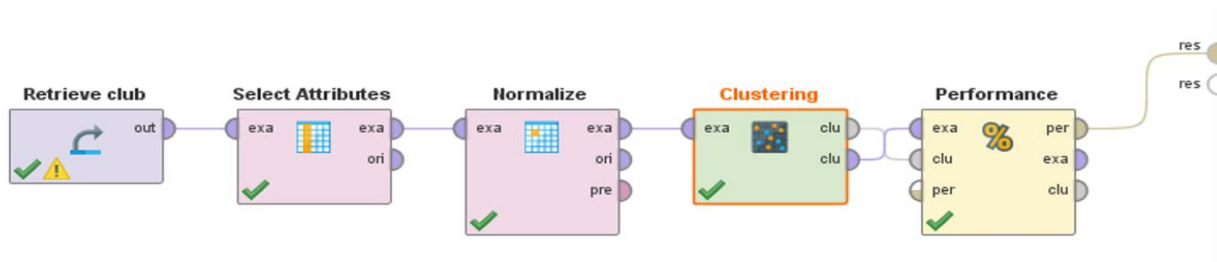 res
res
Retrieve club
out
Select Attributes
exa
exa
ori
Normalize
exa
exa
ori
pre
Clustering
exa
clu
clu
Performance
exa
per
clu
exa
per
clu
%